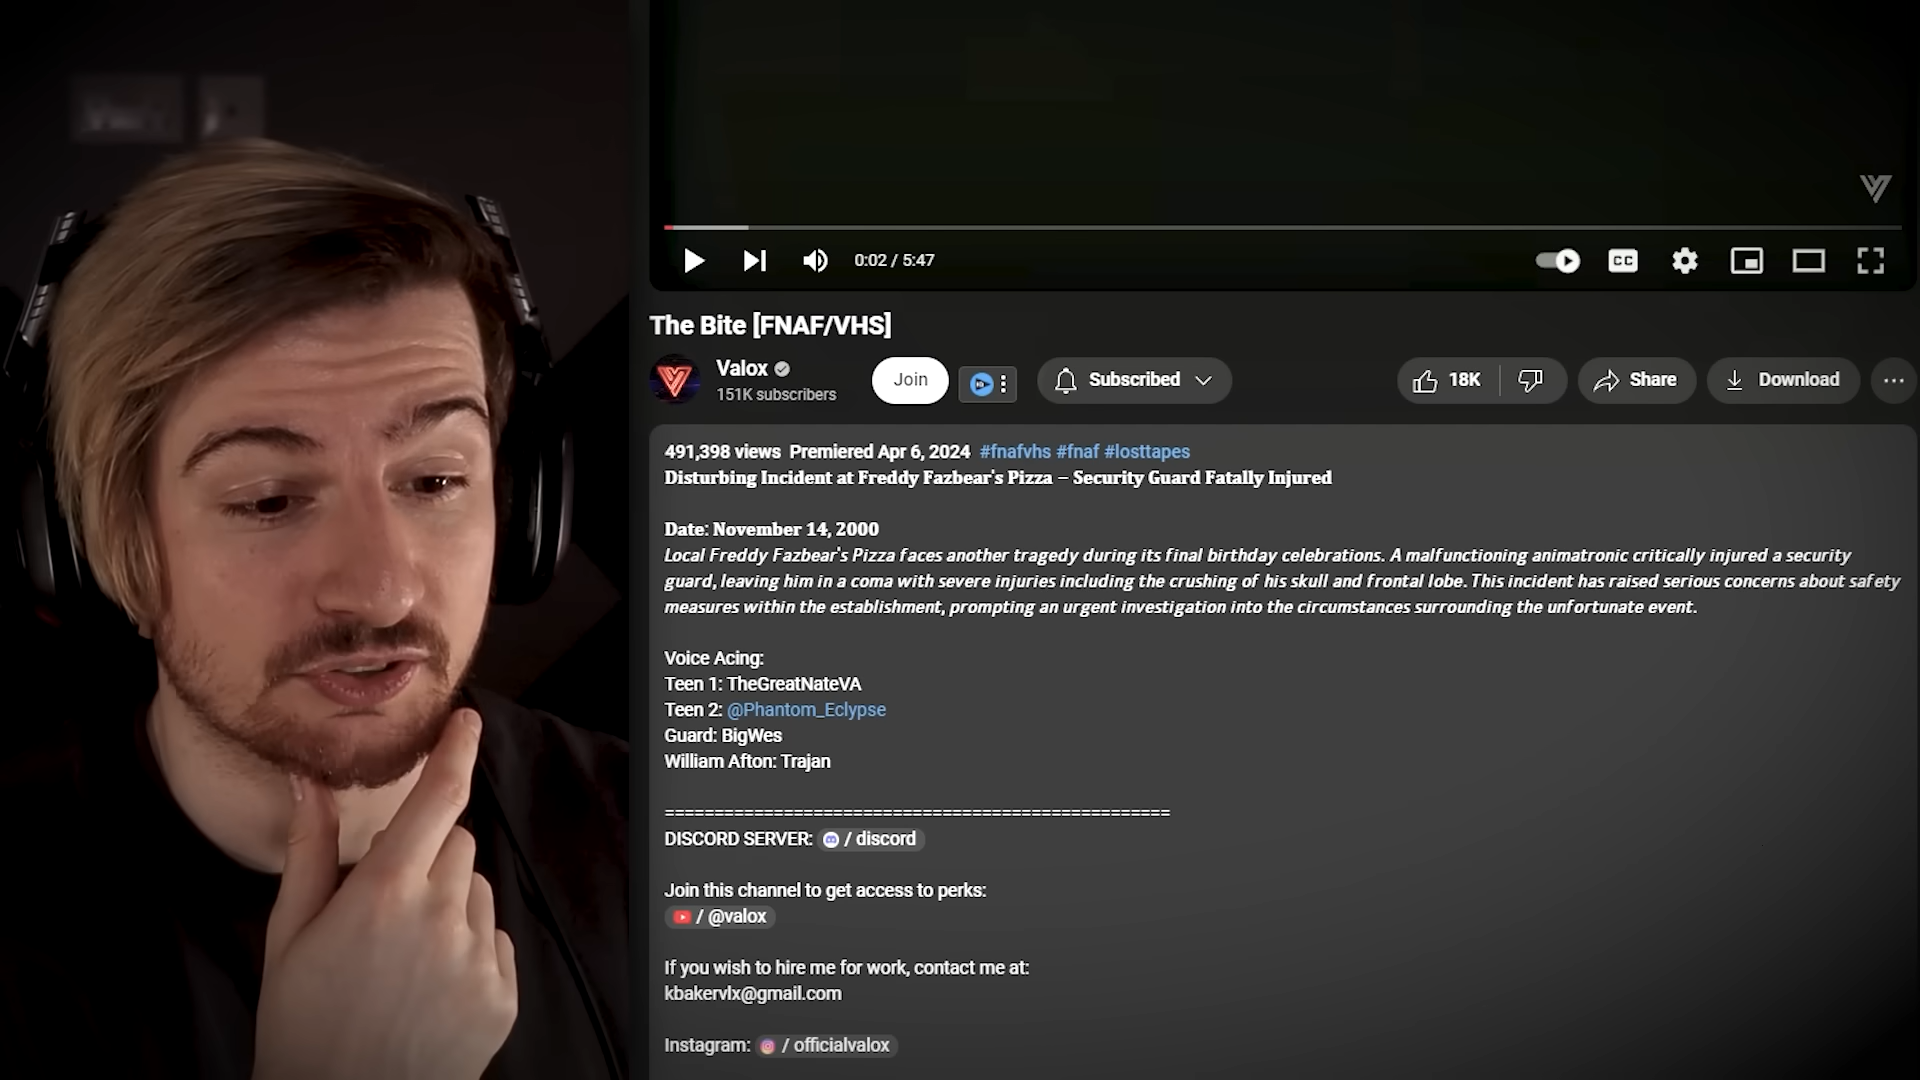 0:02 / 5:47
CC
The Bite [FNAF/VHS]
Valox
151K subscribers
Join
Subscribed
18K
Share
Download
491,398 views Premiered Apr 6, 2024 #fnafvhs #fnaf #losttapes
Disturbing Incident at Freddy Fazbear's Pizza – Security Guard Fatally Injured
Date: November 14, 2000
Local Freddy Fazbear's Pizza faces another tragedy during its final birthday celebrations. A malfunctioning animatronic critically injured a security
guard, leaving him in a coma with severe injuries including the crushing of his skull and frontal lobe. This incident has raised serious concerns about safety
measures within the establishment, prompting an urgent investigation into the circumstances surrounding the unfortunate event.
Voice Acing:
Teen 1: TheGreatNateVA
Teen 2: @Phantom_Eclypse
Guard: BigWes
William Afton: Trajan
===================================================
DISCORD SERVER: / discord
Join this channel to get access to perks:
/ @valox
If you wish to hire me for work, contact me at:
kbakervlx@gmail.com
Instagram: / officialvalox